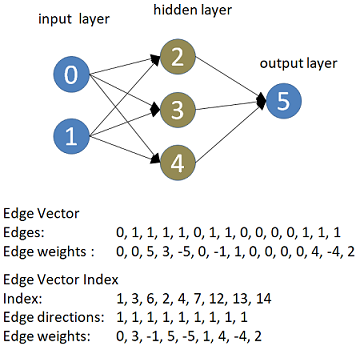 hidden layer
input layer
output layer
0
2
1
3
5
4
Edge Vector
Edges: 0, 1, 1, 1, 1, 0, 1, 1, 0, 0, 0, 0, 1, 1, 1
Edge weights : 0, 0, 5, 3, -5, 0, -1, 1, 0, 0, 0, 0, 4, -4, 2
Edge Vector Index
Index: 1, 3, 6, 2, 4, 7, 12, 13, 14
Edge directions: 1, 1, 1, 1, 1, 1, 1, 1, 1
Edge weights: 0, 3, -1, 5, -5, 1, 4, -4, 2